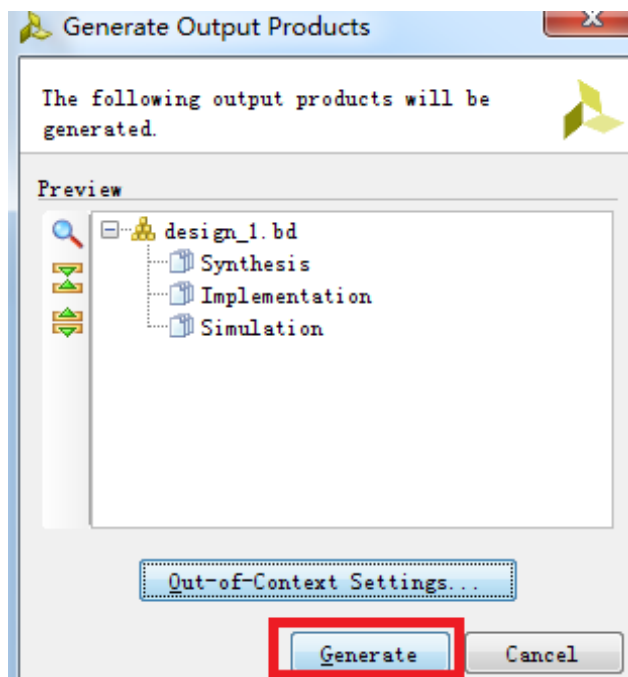 Generate Output Products
The following output products will be
generated.
Preview
design_1.bd
Synthesis
Implementation
Simulation
Out-of-Context Settings...
Generate
Cancel